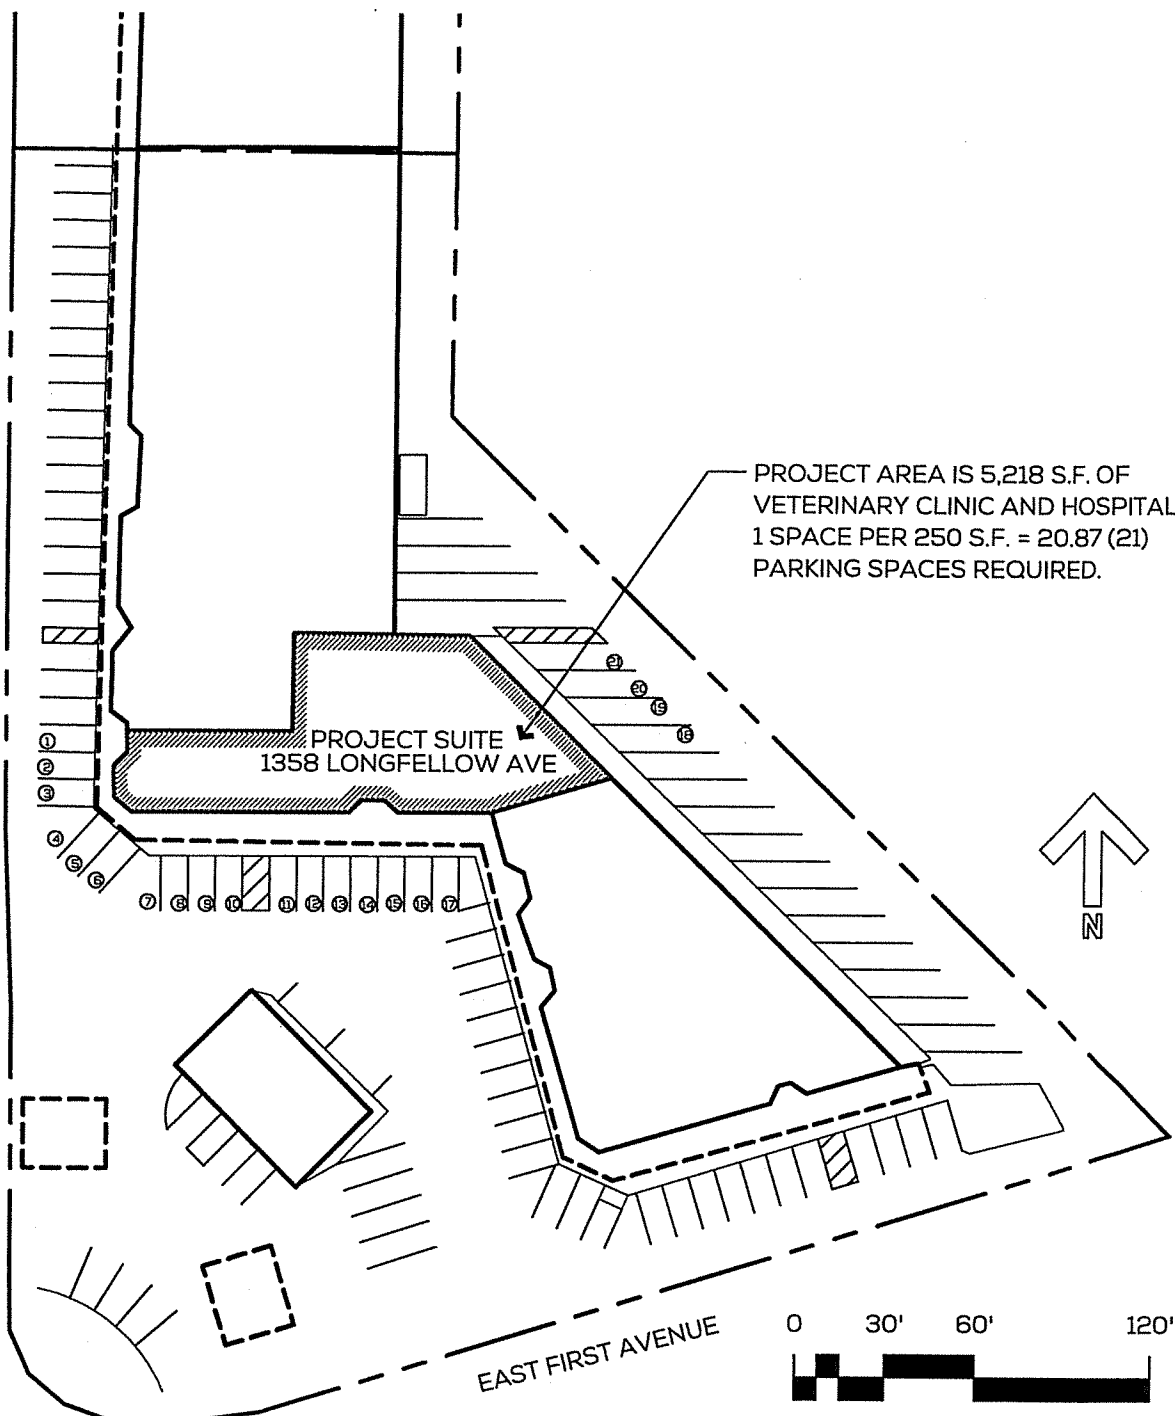 PROJECT AREA IS 5,218 S.F. OF
VETERINARY CLINIC AND HOSPITAL
1 SPACE PER 250 S.F. = 20.87 (21)
PARKING SPACES REQUIRED.
21
20
19
18
PROJECT SUITE
1358 LONGFELLOW AVE
1
2
3
4
5
6
7
8
9
10
11
12
13
14
15
16
17
N
EAST FIRST AVENUE
0 30' 60' 120'